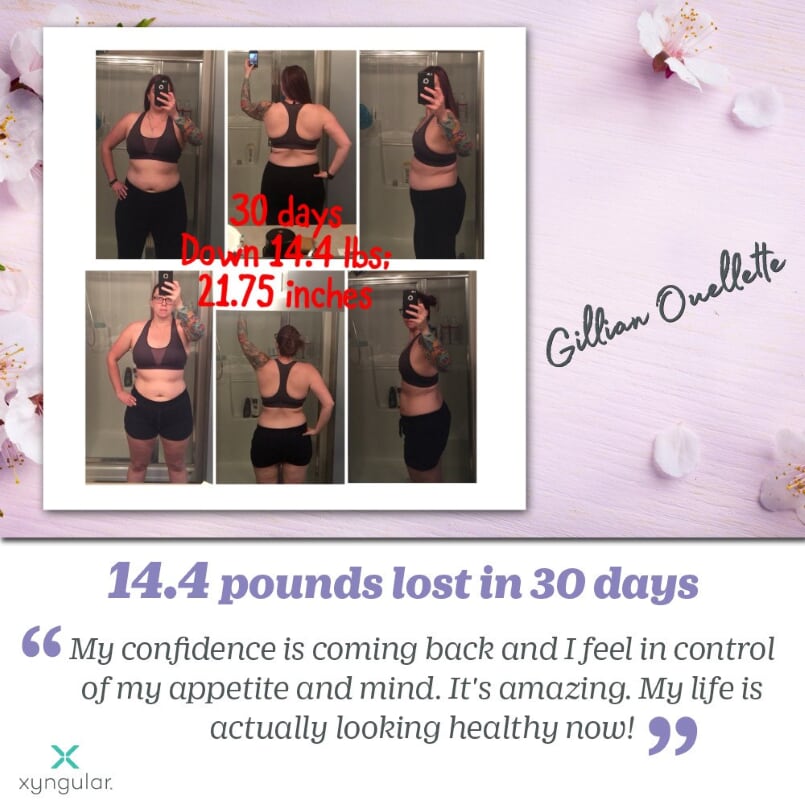 30 days
Down 14.4 lbs;
21.75 inches
Gillian Ouellette
14.4 pounds lost in 30 days
“My confidence is coming back and I feel in control
of my appetite and mind. It's amazing. My life is
actually looking healthy now!”
xyngular.